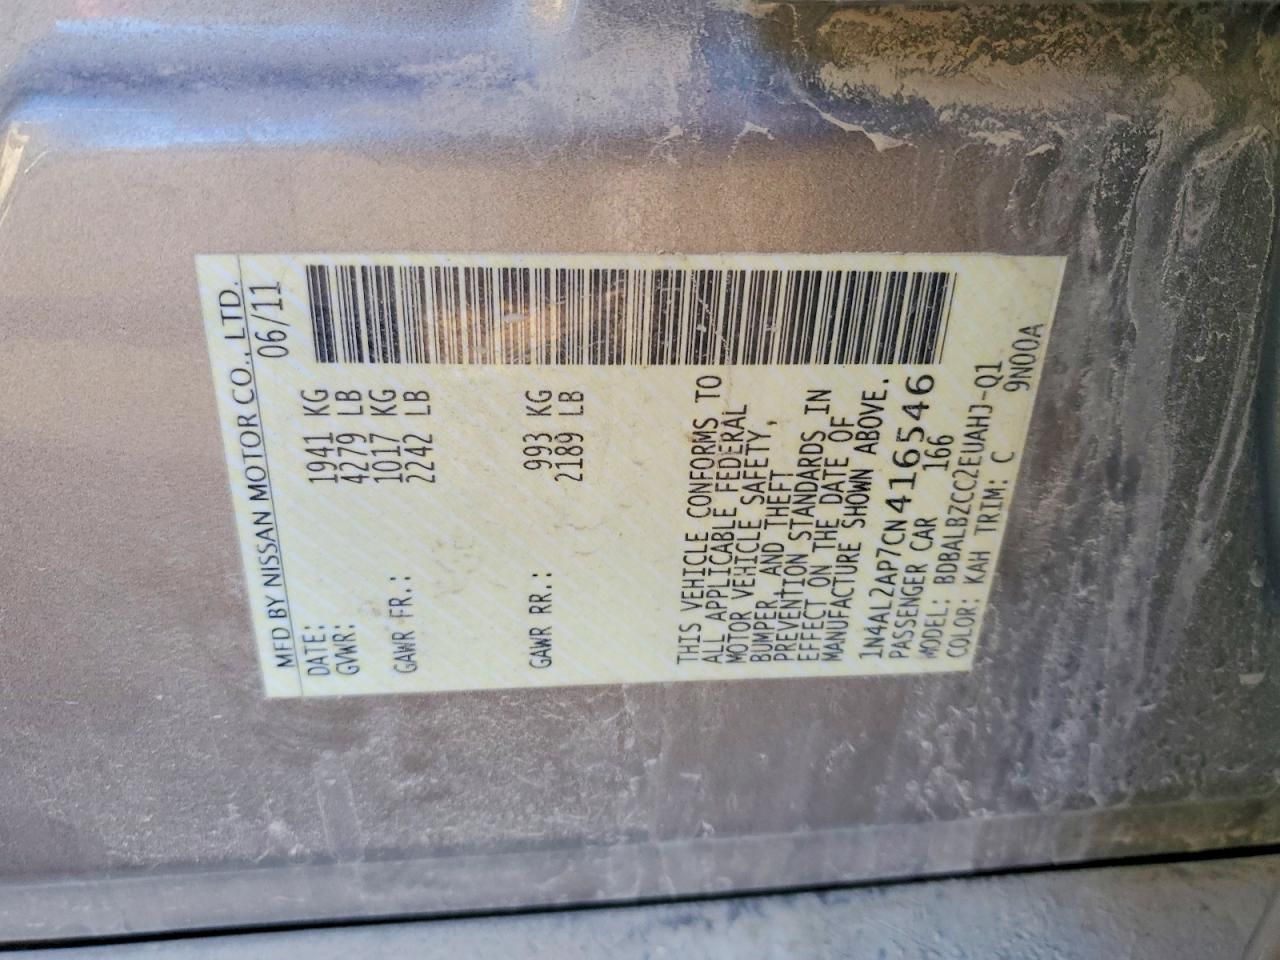 MFD BY NISSAN MOTOR CO., LTD.
DATE: 06/11
GVWR: 1941 KG
4279 LB
GAWR FR.: 1017 KG
2242 LB
GAWR RR.: 993 KG
2189 LB
THIS VEHICLE CONFORMS TO
ALL APPLICABLE FEDERAL
MOTOR VEHICLE SAFETY,
BUMPER, AND THEFT
PREVENTION STANDARDS IN
EFFECT ON THE DATE OF
MANUFACTURE SHOWN ABOVE.
1N4AL2AP7CN416546
PASSENGER CAR 166
MODEL: BDBALBZCC2EUAHJ-Q1
COLOR: KAH TRIM: C 9N00A